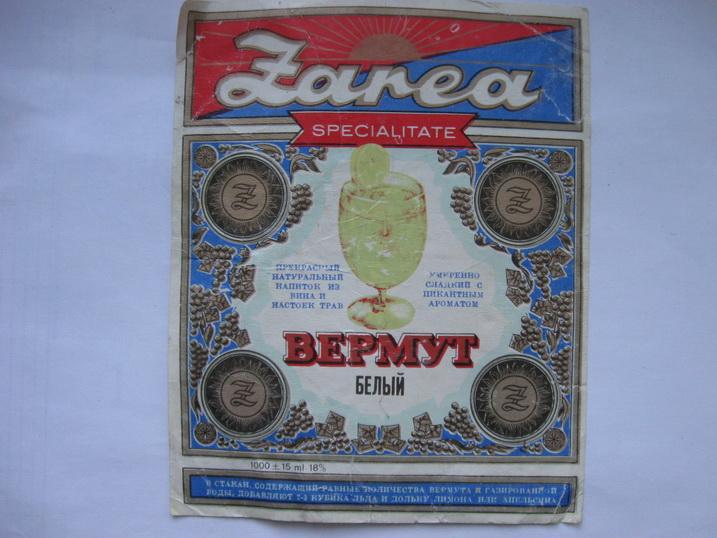 Zarea
SPECIALITATE
Z
Z
ПРЕКРАСНЫЙ
НАТУРАЛЬНЫЙ
НАПИТОК ИЗ
ВИНА И
НАСТОЕК ТРАВ
УМЕРЕННО
СЛАДКИЙ С
ПИКАНТНЫМ
АРОМАТОМ
ВЕРМУТ
БЕЛЫЙ
Z
Z
1000 ± 15 ml 18%
В СТАКАН, СОДЕРЖАЩИЙ РАВНЫЕ КОЛИЧЕСТВА ВЕРМУТА И ГАЗИРОВАННОЙ
ВОДЫ, ДОБАВЛЯЮТ 2-3 КУБИКА ЛЬДА И ДОЛЬКУ ЛИМОНА ИЛИ АПЕЛЬСИНА